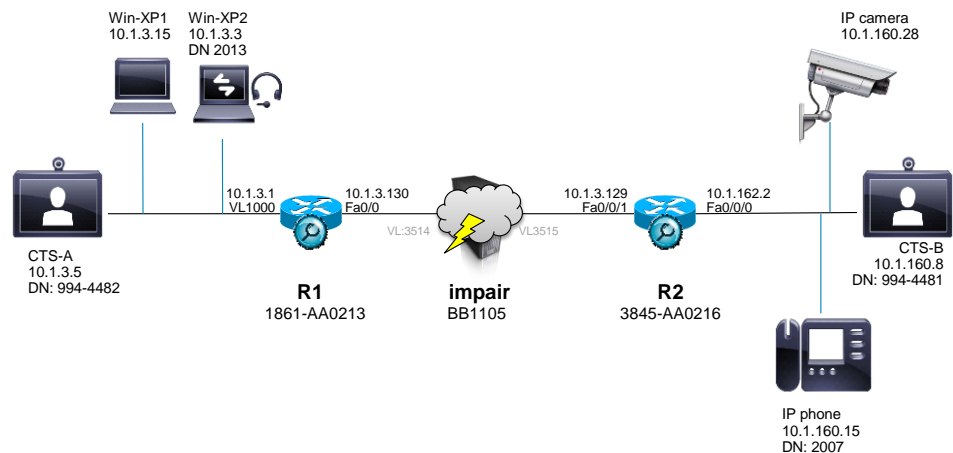 Win-XP1
10.1.3.15
Win-XP2
10.1.3.3
DN 2013
IP camera
10.1.160.28
10.1.3.1
VL1000
10.1.3.130
Fa0/0
VL:3514
VL3515
10.1.3.129
Fa0/0/1
10.1.162.2
Fa0/0/0
CTS-A
10.1.3.5
DN: 994-4482
R1
1861-AA0213
impair
BB1105
R2
3845-AA0216
CTS-B
10.1.160.8
DN: 994-4481
IP phone
10.1.160.15
DN: 2007